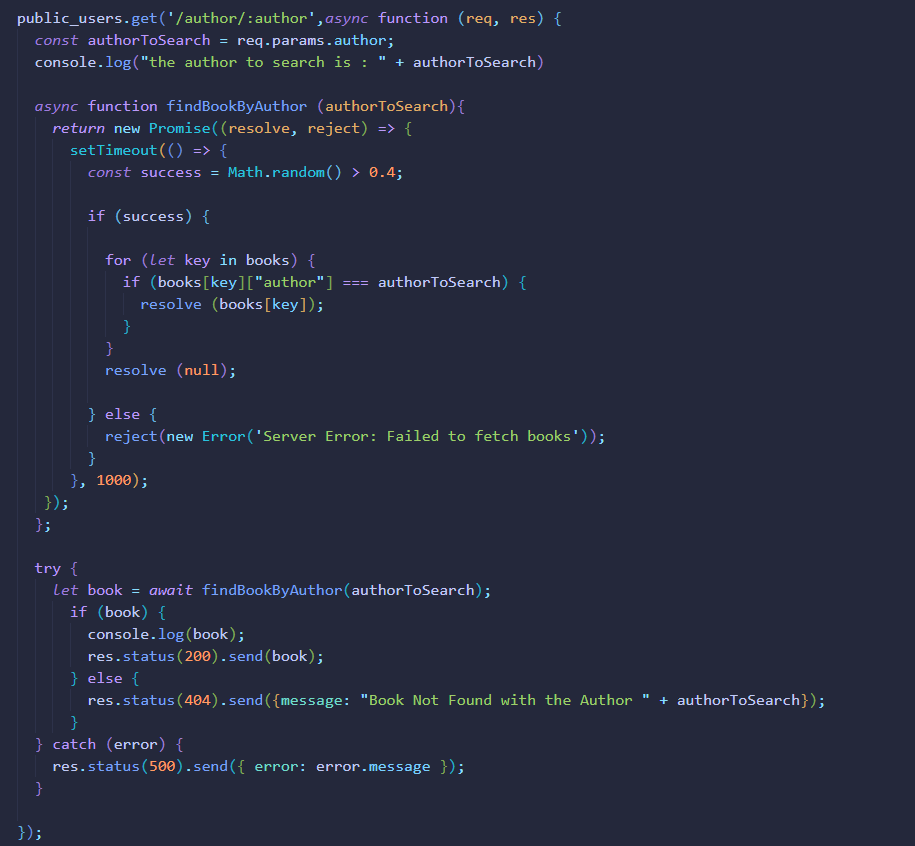 public_users.get('/author/:author',async function (req, res) {
  const authorToSearch = req.params.author;
  console.log("the author to search is : " + authorToSearch)

  async function findBookByAuthor (authorToSearch){
    return new Promise((resolve, reject) => {
      setTimeout(() => {
        const success = Math.random() > 0.4;

        if (success) {

          for (let key in books) {
            if (books[key]["author"] === authorToSearch) {
              resolve (books[key]);
            }
          }
          resolve (null);

        } else {
          reject(new Error('Server Error: Failed to fetch books'));
        }
      }, 1000);
   });
  };

  try {
    let book = await findBookByAuthor(authorToSearch);
      if (book) {
        console.log(book);
        res.status(200).send(book);
      } else {
        res.status(404).send({message: "Book Not Found with the Author " + authorToSearch});
      }
  } catch (error) {
    res.status(500).send({ error: error.message });
  }

});